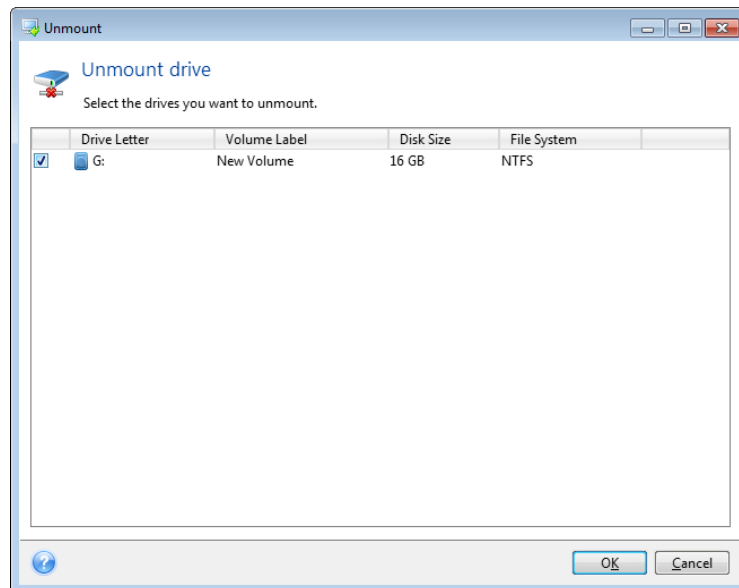 Unmount
Unmount drive
Select the drives you want to unmount.
Drive Letter Volume Label Disk Size File System
G: New Volume 16 GB NTFS
?
OK Cancel